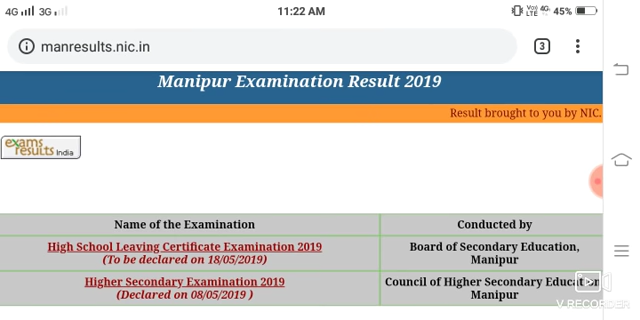 4G 3G 11:22 AM Vo) LTE 4G 45%
manresults.nic.in 3
Manipur Examination Result 2019
Result brought to you by NIC.
exams
results India
Name of the Examination Conducted by
High School Leaving Certificate Examination 2019 Board of Secondary Education,
(To be declared on 18/05/2019) Manipur
Higher Secondary Examination 2019 Council of Higher Secondary Education
(Declared on 08/05/2019 ) Manipur
V RECORDER